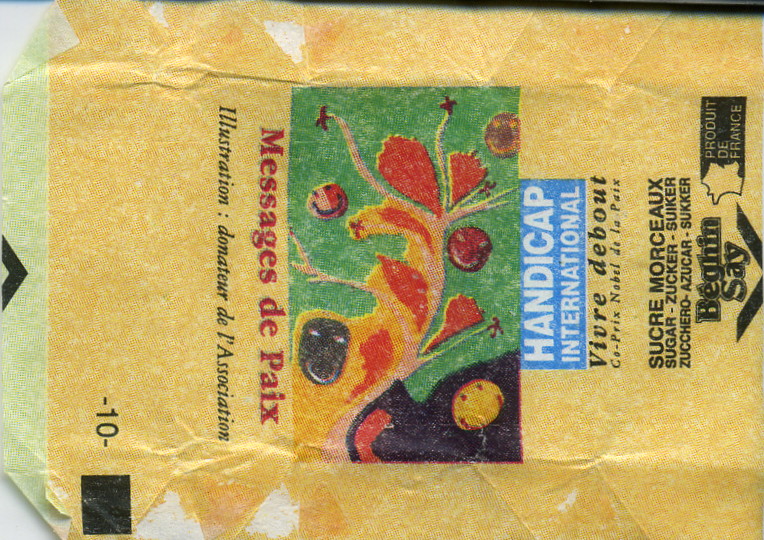 PRODUIT
DE
FRANCE
Béghin
Say
SUCRE MORCEAUX
SUGAR - ZUCKER - SUIKER
ZUCCHERO - AZUCAR - SUKKER
HANDICAP
INTERNATIONAL
Vivre debout
Co-Prix Nobel de la Paix
Messages de Paix
Illustration : donateur de l'Association
-10-